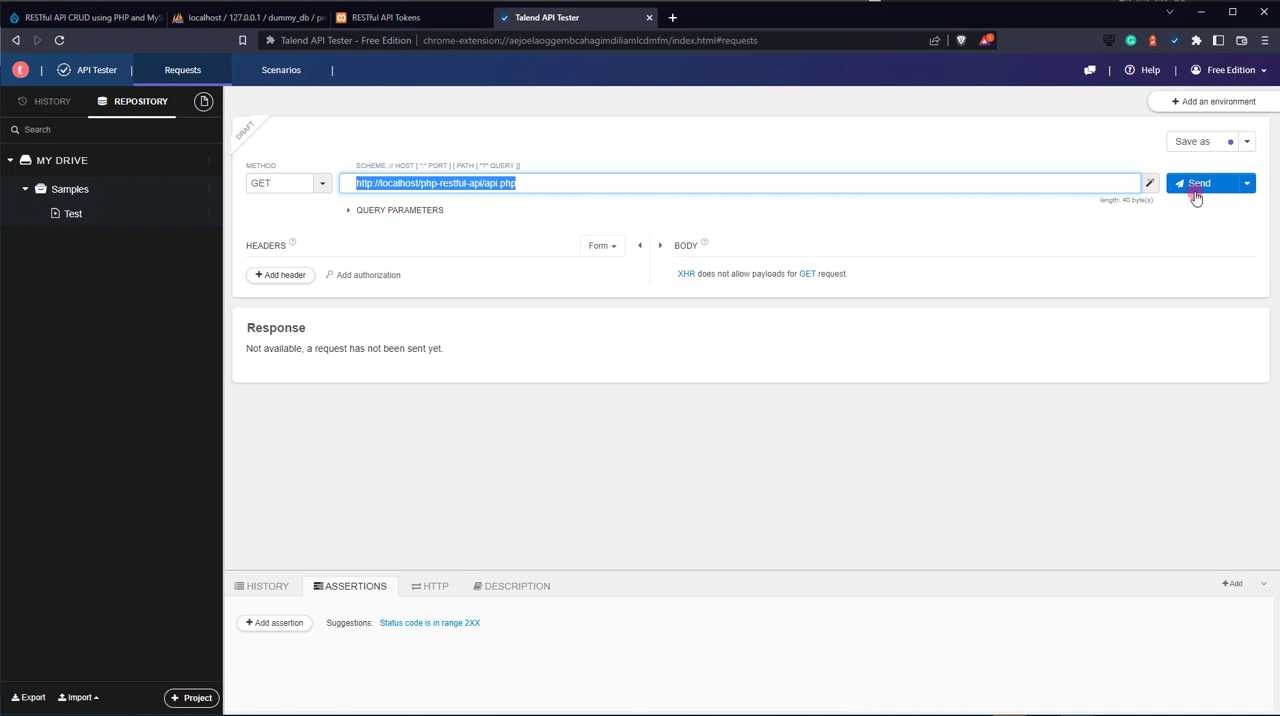 RESTful API CRUD using PHP and MyS
localhost / 127.0.0.1 / dummy_db / pr
RESTful API Tokens
Talend API Tester
Talend API Tester - Free Edition
chrome-extension://aejoelaoggembcahagimdiliamlcdmfm/index.html#requests
t
API Tester
Requests
Scenarios
Help
Free Edition
HISTORY
REPOSITORY
Add an environment
Search
DRAFT
Save as
MY DRIVE
METHOD
SCHEME :// HOST [ ":" PORT ] [ PATH [ "?" QUERY ]]
GET
http://localhost/php-restful-api/api.php
Send
Samples
length: 40 byte(s)
QUERY PARAMETERS
Test
HEADERS
Form
BODY
Add header
Add authorization
XHR does not allow payloads for GET request.
Response
Not available, a request has not been sent yet.
HISTORY
ASSERTIONS
HTTP
DESCRIPTION
Add
Add assertion
Suggestions:
Status code is in range 2XX
Export
Import
Project